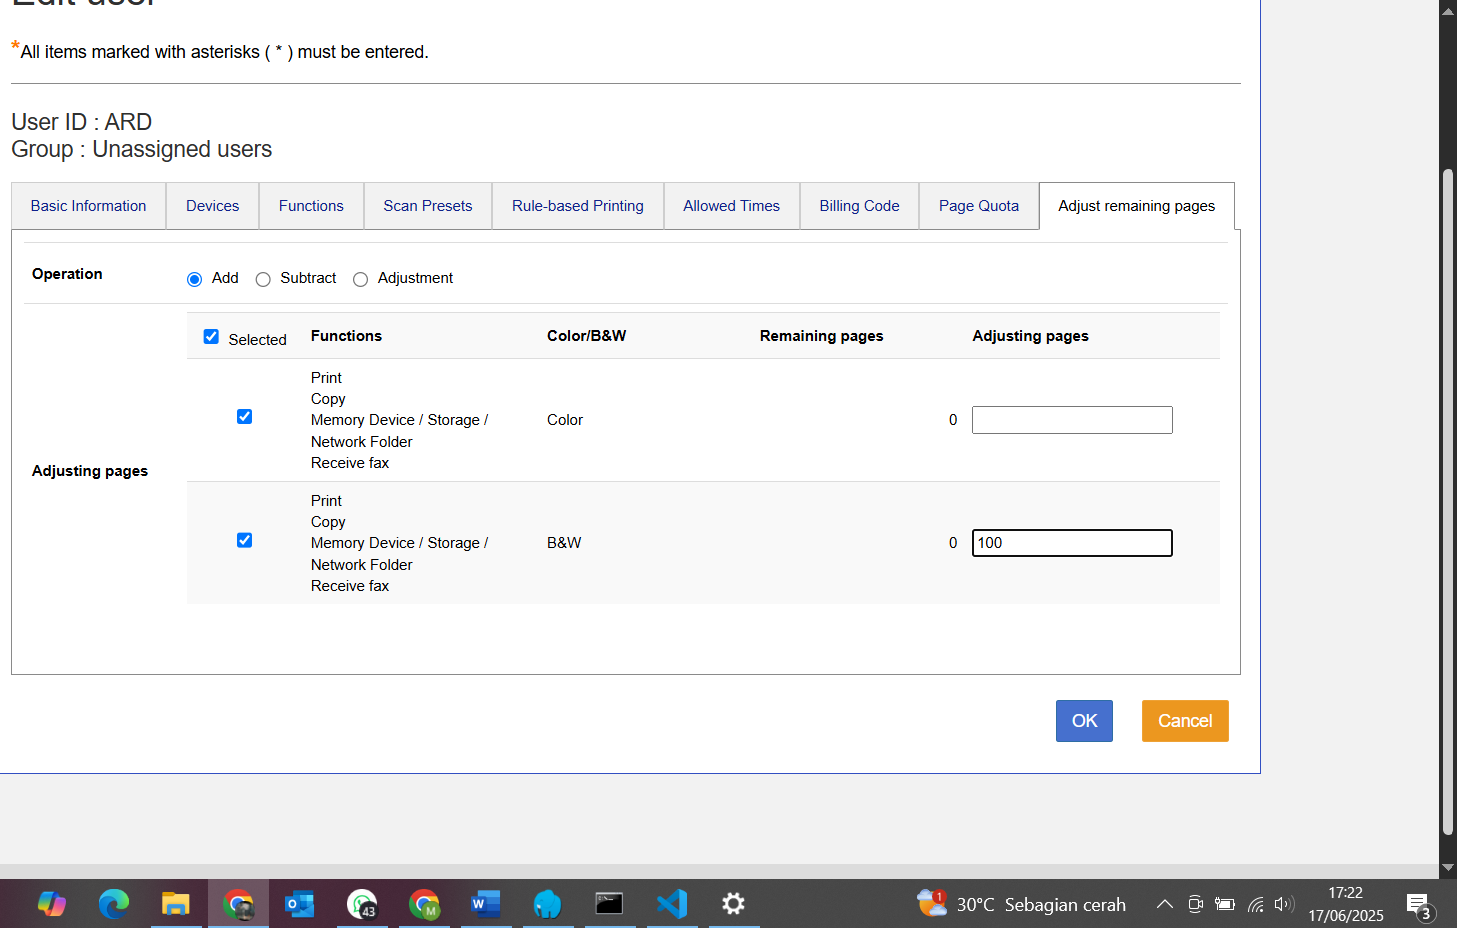 *All items marked with asterisks ( * ) must be entered.
User ID : ARD
Group : Unassigned users
Basic Information Devices Functions Scan Presets Rule-based Printing Allowed Times Billing Code Page Quota Adjust remaining pages
Operation Add Subtract Adjustment
Selected Functions Color/B&W Remaining pages Adjusting pages
Print
Copy
Memory Device / Storage / Color 0
Network Folder
Receive fax
Adjusting pages
Print
Copy
Memory Device / Storage / B&W 0 100
Network Folder
Receive fax
OK Cancel
43 M 1 30°C Sebagian cerah 17:22
17/06/2025 3